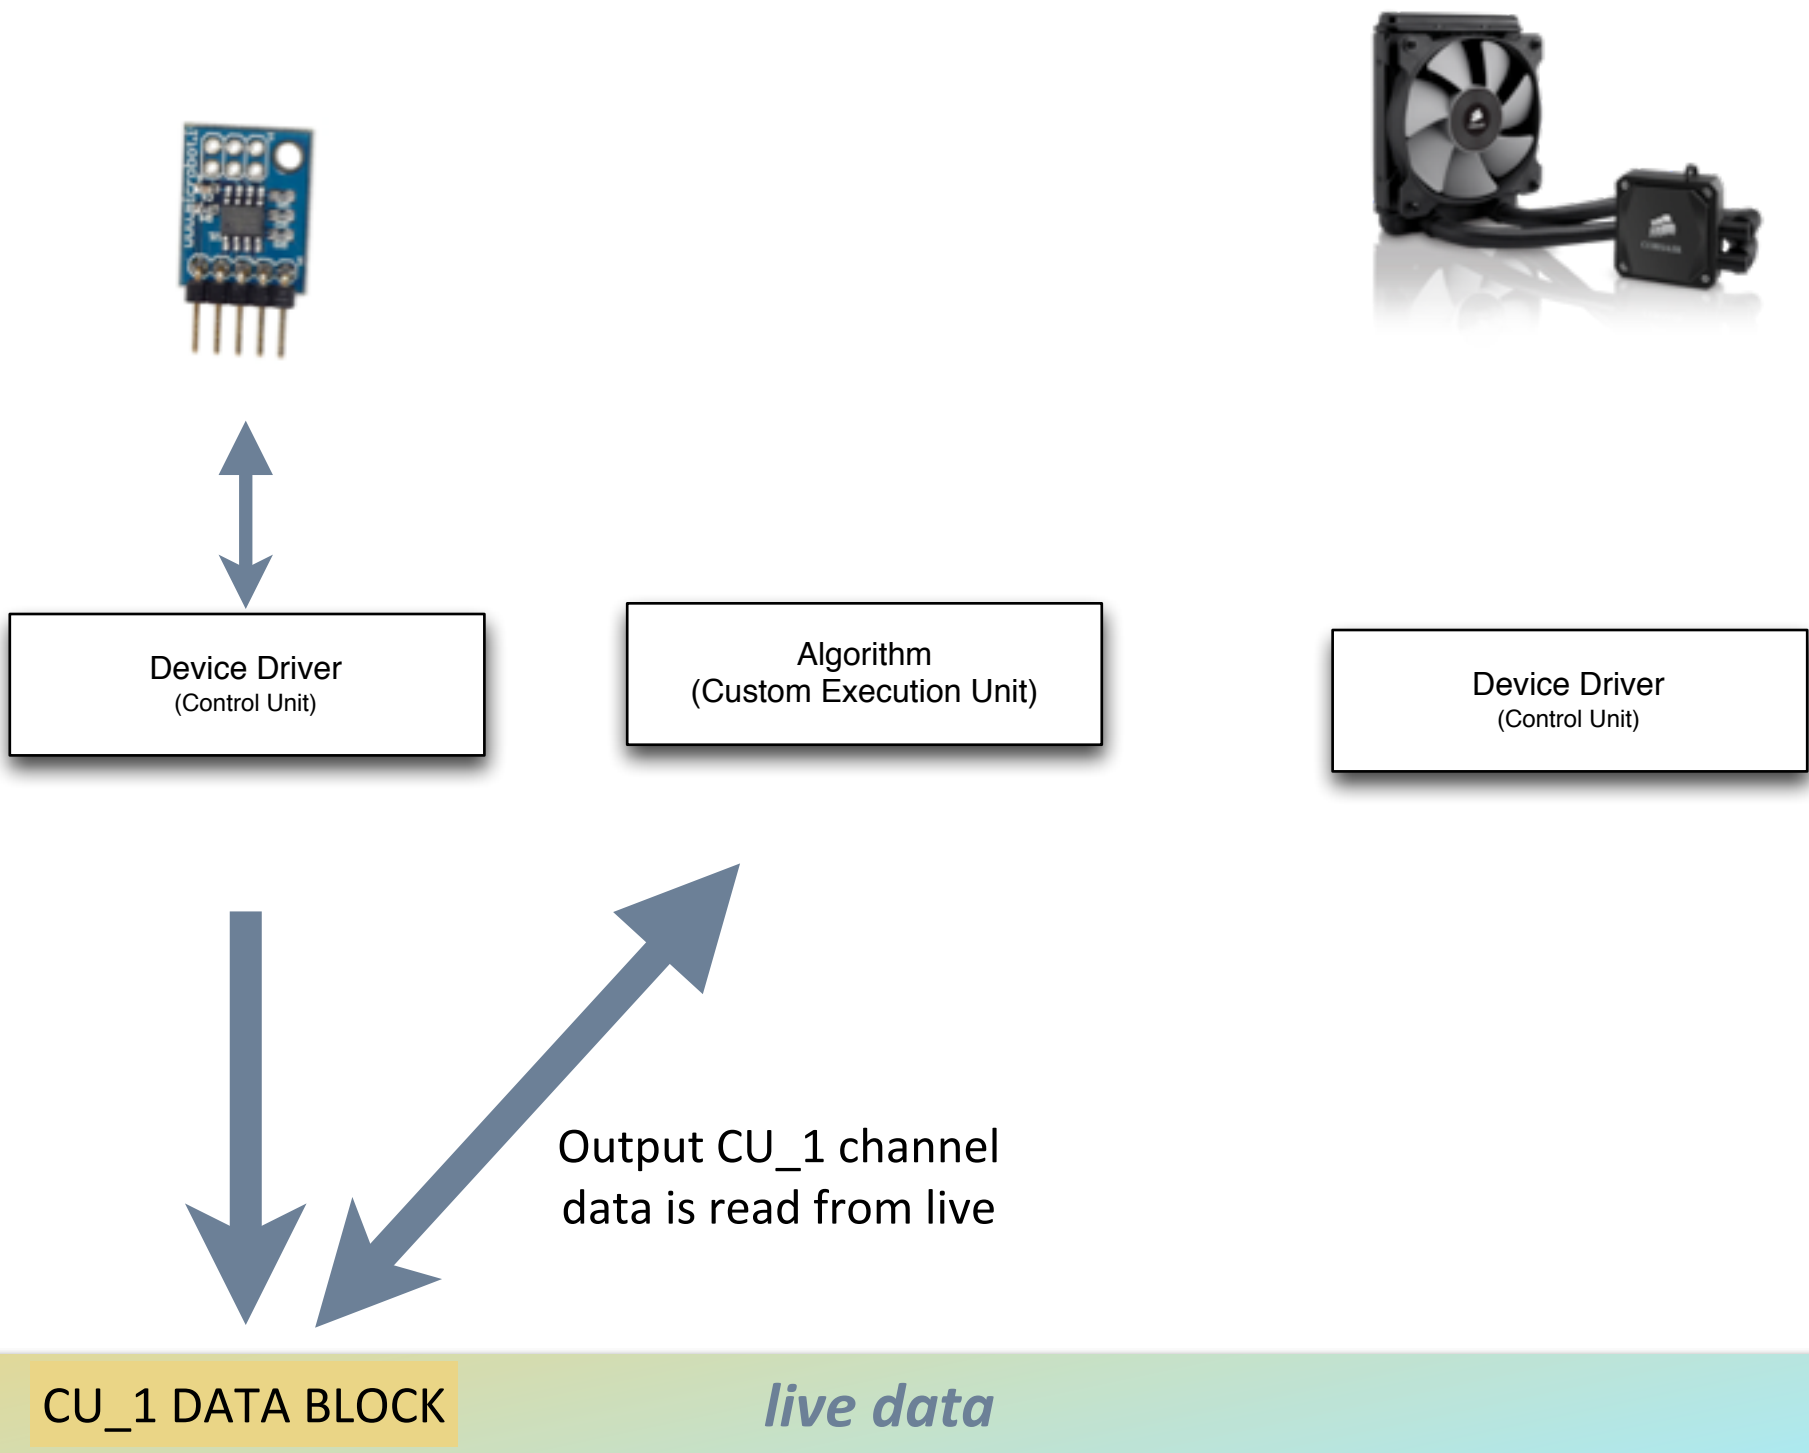 CORSAIR
Device Driver
(Control Unit)
Algorithm
(Custom Execution Unit)
Device Driver
(Control Unit)
Output CU_1 channel
data is read from live
CU_1 DATA BLOCK
live data